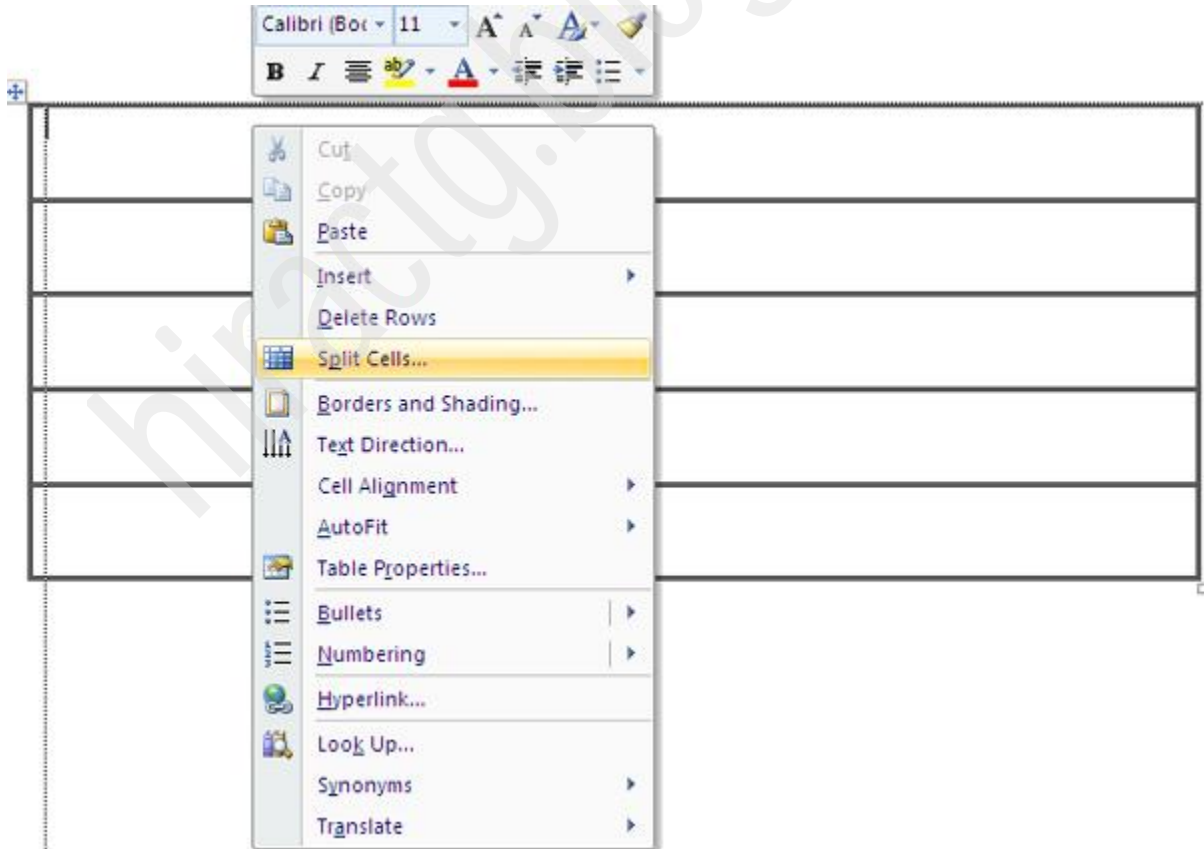 Calibri (Boc 11 A A A
B I ab A
Cut
Copy
Paste
Insert
Delete Rows
Split Cells...
Borders and Shading...
Text Direction...
Cell Alignment
AutoFit
Table Properties...
Bullets
Numbering
Hyperlink...
Look Up...
Synonyms
Translate